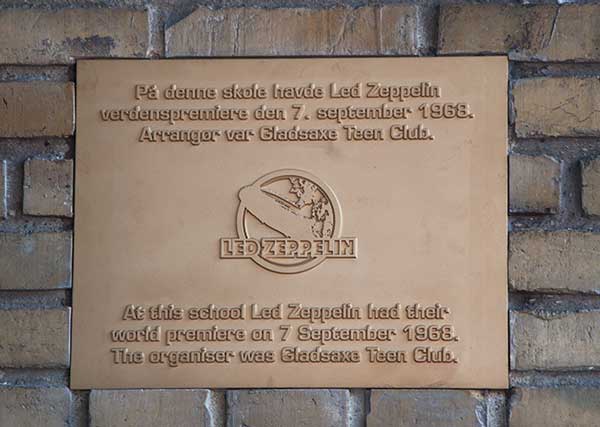 På denne skole havde Led Zeppelin
verdenspremiere den 7. september 1968.
Arrangør var Gladsaxe Teen Club.
LED ZEPPELIN
At this school Led Zeppelin had their
world premiere on 7 September 1968.
The organiser was Gladsaxe Teen Club.